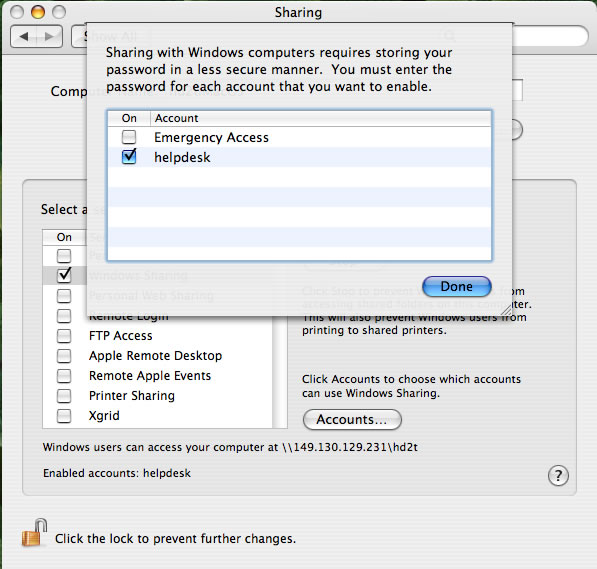 Sharing
Show All
Sharing with Windows computers requires storing your
password in a less secure manner.  You must enter the
password for each account that you want to enable.
On Account
Emergency Access
helpdesk
Done
Select a
On
Windows Sharing
Personal Web Sharing
Remote Login
FTP Access
Apple Remote Desktop
Remote Apple Events
Printer Sharing
Xgrid
Click Stop to prevent
accessing shared folders on this computer.
This will also prevent Windows users from
printing to shared printers.
Click Accounts to choose which accounts
can use Windows Sharing.
Accounts...
Windows users can access your computer at \\149.130.129.231\hd2t
Enabled accounts: helpdesk
?
Click the lock to prevent further changes.